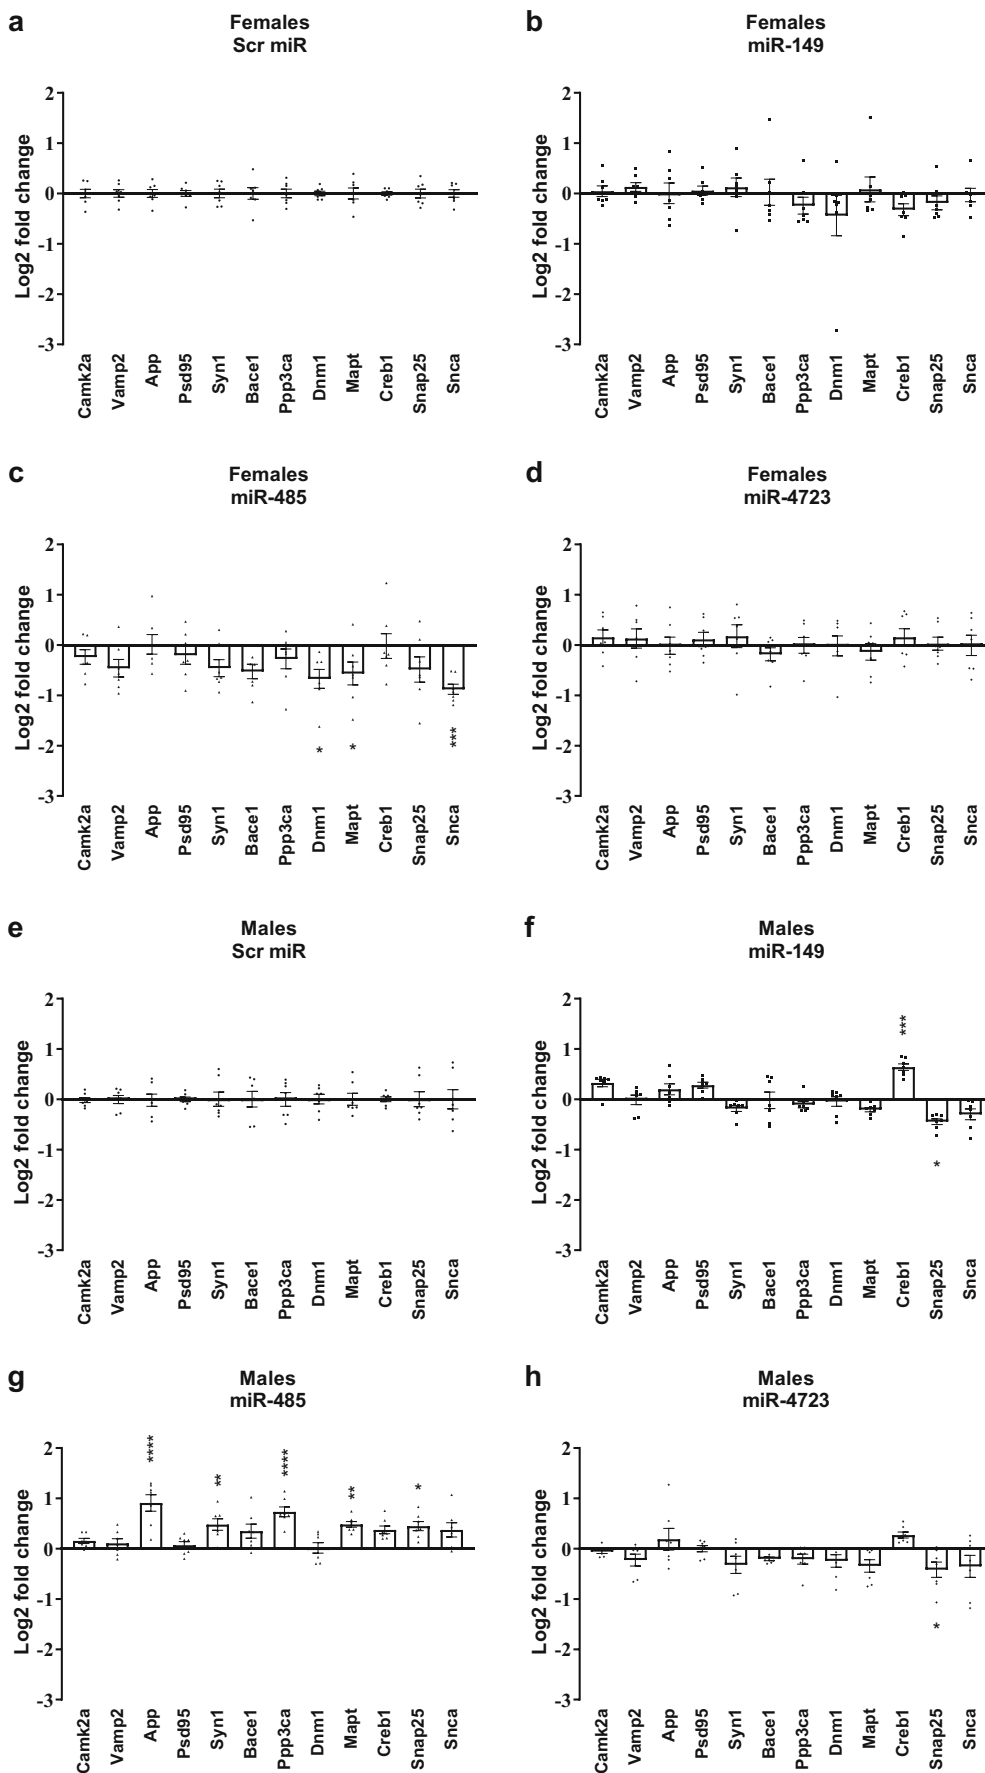 a
Females
Scr miR
Log2 fold change
2
1
0
-1
-2
-3
Camk2a
Vamp2
App
Psd95
Syn1
Bace1
Ppp3ca
Dnm1
Mapt
Creb1
Snap25
Snca
b
Females
miR-149
Log2 fold change
2
1
0
-1
-2
-3
Camk2a
Vamp2
App
Psd95
Syn1
Bace1
Ppp3ca
Dnm1
Mapt
Creb1
Snap25
Snca
c
Females
miR-485
Log2 fold change
2
1
0
-1
-2
-3
*
*
***
Camk2a
Vamp2
App
Psd95
Syn1
Bace1
Ppp3ca
Dnm1
Mapt
Creb1
Snap25
Snca
d
Females
miR-4723
Log2 fold change
2
1
0
-1
-2
-3
Camk2a
Vamp2
App
Psd95
Syn1
Bace1
Ppp3ca
Dnm1
Mapt
Creb1
Snap25
Snca
e
Males
Scr miR
Log2 fold change
2
1
0
-1
-2
-3
Camk2a
Vamp2
App
Psd95
Syn1
Bace1
Ppp3ca
Dnm1
Mapt
Creb1
Snap25
Snca
f
Males
miR-149
Log2 fold change
2
1
0
-1
-2
-3
***
*
Camk2a
Vamp2
App
Psd95
Syn1
Bace1
Ppp3ca
Dnm1
Mapt
Creb1
Snap25
Snca
g
Males
miR-485
Log2 fold change
2
1
0
-1
-2
-3
****
**
****
**
*
Camk2a
Vamp2
App
Psd95
Syn1
Bace1
Ppp3ca
Dnm1
Mapt
Creb1
Snap25
Snca
h
Males
miR-4723
Log2 fold change
2
1
0
-1
-2
-3
*
Camk2a
Vamp2
App
Psd95
Syn1
Bace1
Ppp3ca
Dnm1
Mapt
Creb1
Snap25
Snca